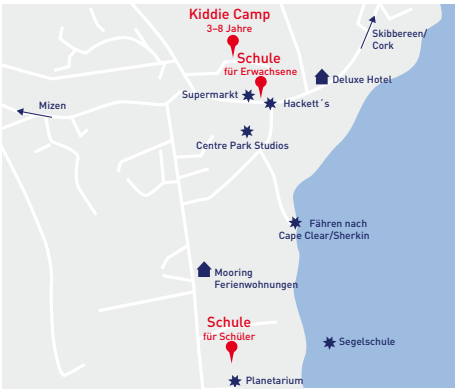 Kiddie Camp
3–8 Jahre
Skibbereen/
Cork
Schule
für Erwachsene
Deluxe Hotel
Supermarkt
Hackett´s
Mizen
Centre Park Studios
Fähren nach
Cape Clear/Sherkin
Mooring
Ferienwohnungen
Schule
für Schüler
Segelschule
Planetarium